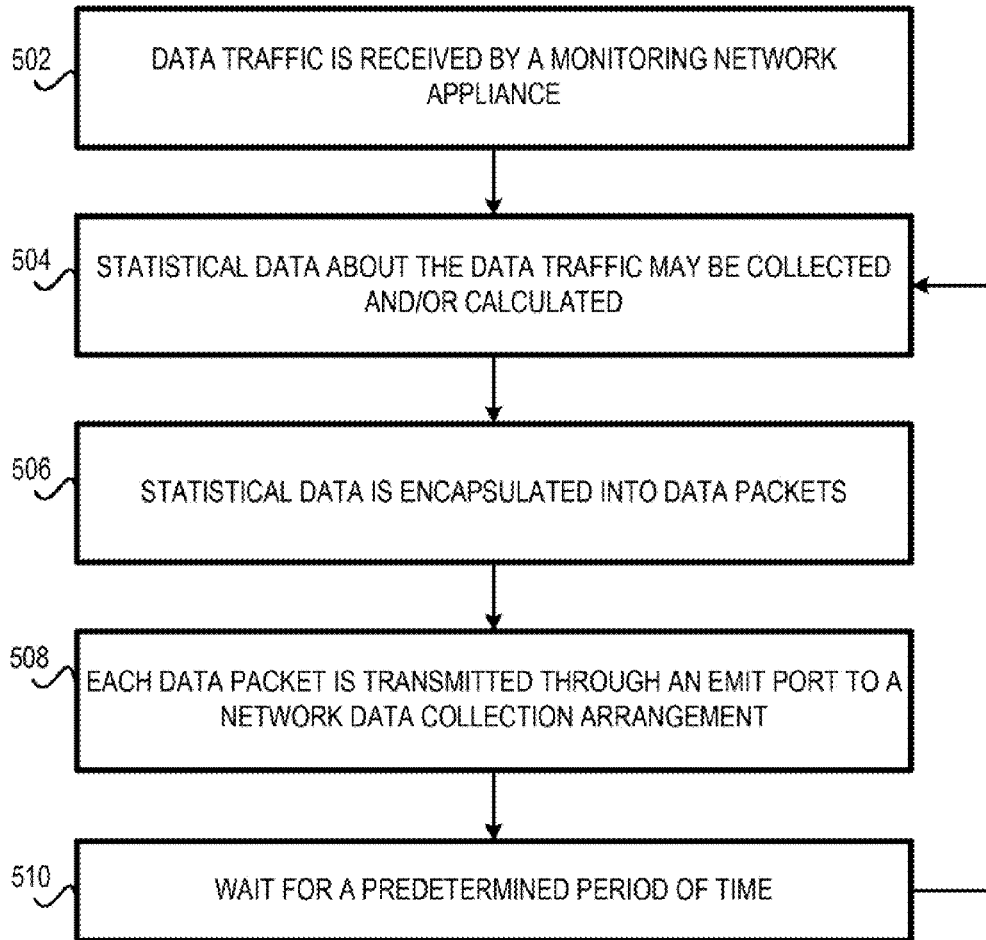 502
DATA TRAFFIC IS RECEIVED BY A MONITORING NETWORK
APPLIANCE
504
STATISTICAL DATA ABOUT THE DATA TRAFFIC MAY BE COLLECTED
AND/OR CALCULATED
506
STATISTICAL DATA IS ENCAPSULATED INTO DATA PACKETS
508
EACH DATA PACKET IS TRANSMITTED THROUGH AN EMIT PORT TO A
NETWORK DATA COLLECTION ARRANGEMENT
510
WAIT FOR A PREDETERMINED PERIOD OF TIME